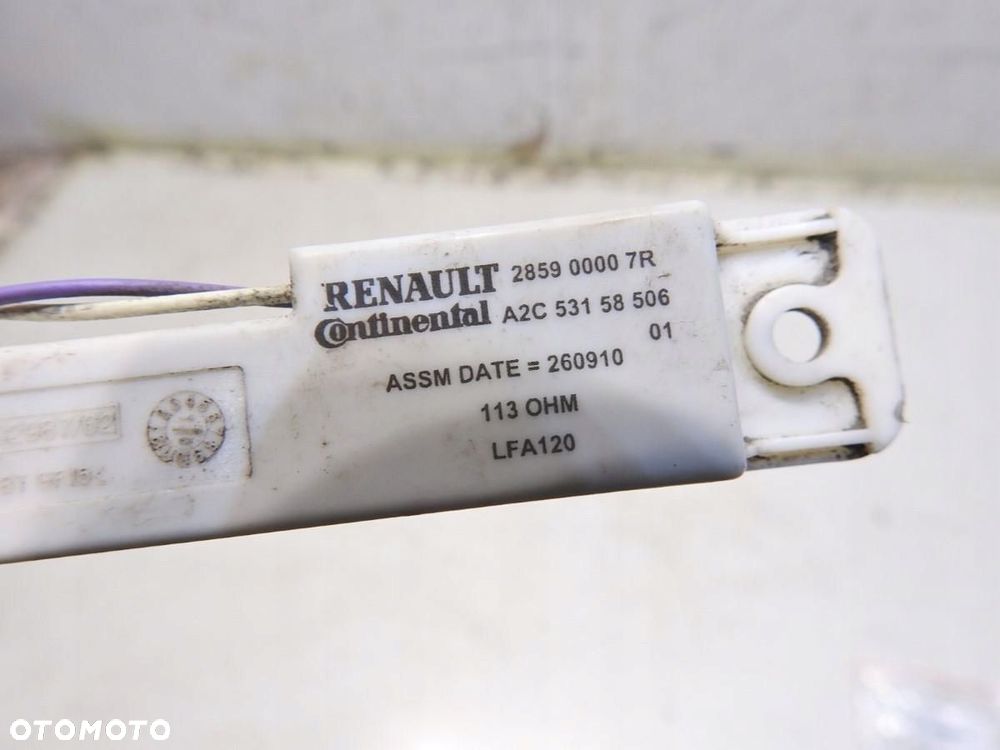 RENAULT 2859 0000 7R
Continental A2C 531 58 506
01
ASSM DATE = 260910
113 OHM
LFA120
OTOMOTO